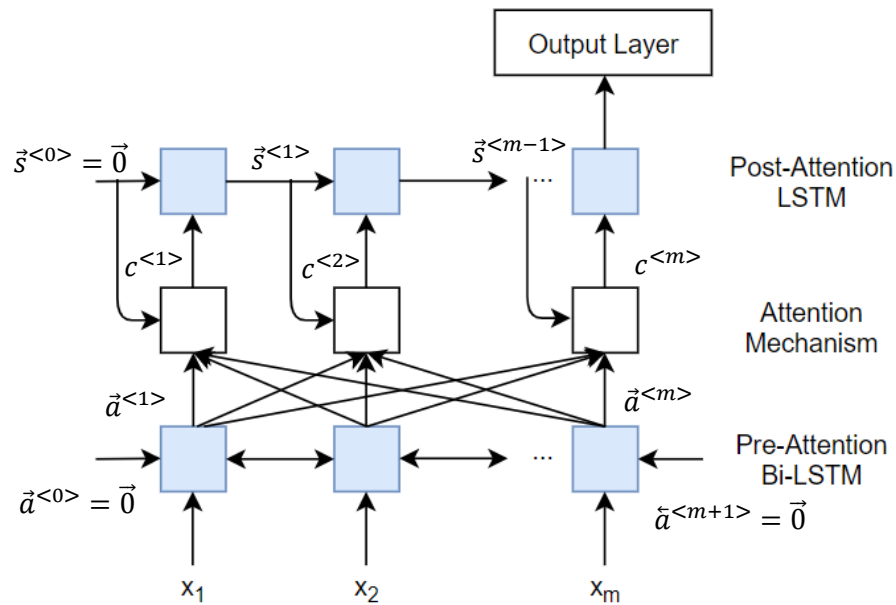 Output Layer
s⃗<0> = 0⃗
s⃗<1>
s⃗<m−1>
...
Post-Attention
LSTM
c<1>
c<2>
c<m>
Attention
Mechanism
a⃗<1>
a⃗<m>
...
Pre-Attention
Bi-LSTM
a⃗<0> = 0⃗
a⃖<m+1> = 0⃗
x1
x2
xm